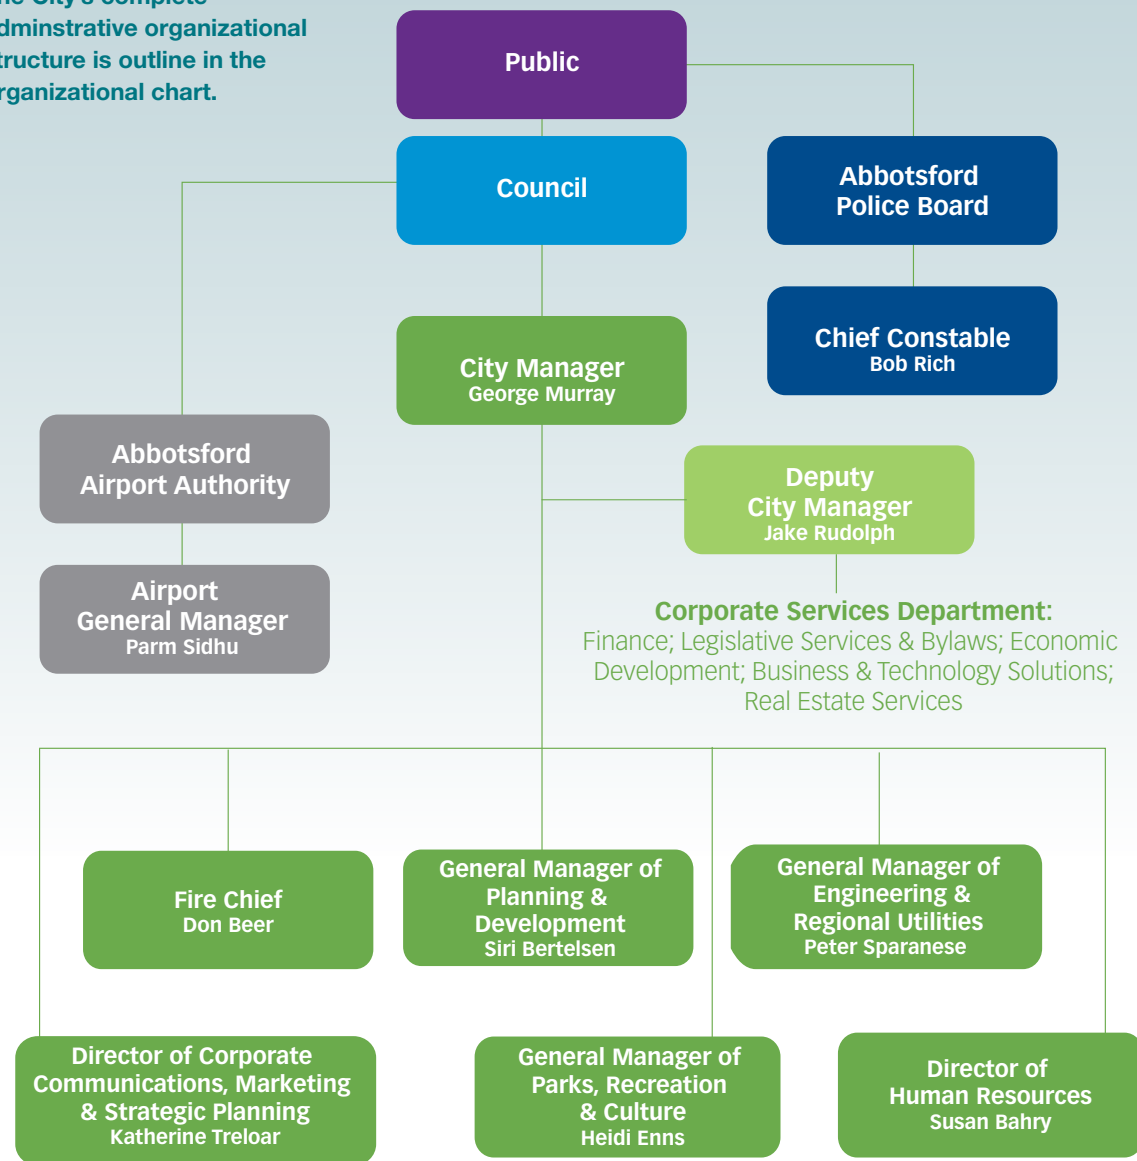 dminstrative organizational
tructure is outline in the
rganizational chart.
Public
Council
Abbotsford
Police Board
Chief Constable
Bob Rich
City Manager
George Murray
Abbotsford
Airport Authority
Deputy
City Manager
Jake Rudolph
Airport
General Manager
Parm Sidhu
Corporate Services Department:
Finance; Legislative Services & Bylaws; Economic
Development; Business & Technology Solutions;
Real Estate Services
Fire Chief
Don Beer
General Manager of
Planning &
Development
Siri Bertelsen
General Manager of
Engineering &
Regional Utilities
Peter Sparanese
Director of Corporate
Communications, Marketing
& Strategic Planning
Katherine Treloar
General Manager of
Parks, Recreation
& Culture
Heidi Enns
Director of
Human Resources
Susan Bahry